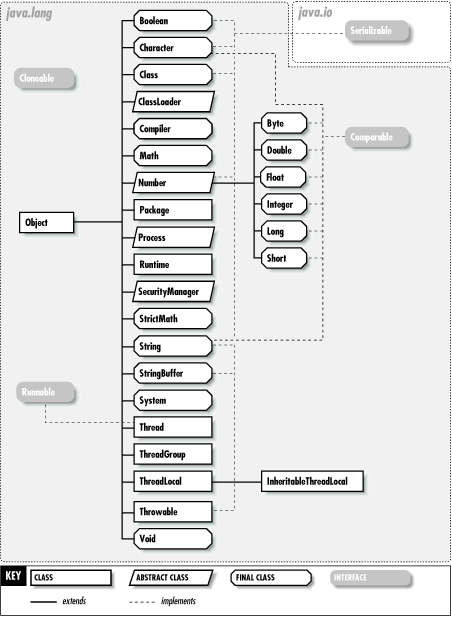 java.lang
java.io
Boolean
Serializable
Character
Cloneable
Class
ClassLoader
Byte
Compiler
Comparable
Double
Math
Float
Number
Integer
Package
Object
Long
Process
Short
Runtime
SecurityManager
StrictMath
String
StringBuffer
Runnable
System
Thread
ThreadGroup
ThreadLocal
InheritableThreadLocal
Throwable
Void
KEY
CLASS
ABSTRACT CLASS
FINAL CLASS
INTERFACE
extends
implements